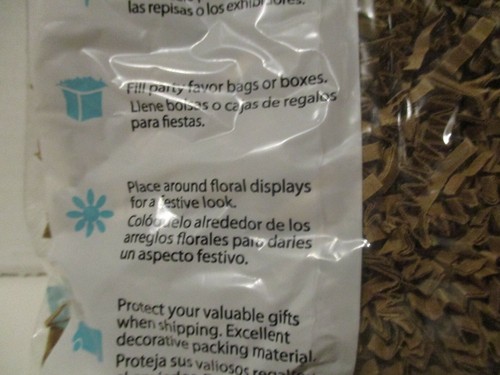 las repisas o los exhibidores.
Fill party favor bags or boxes.
Llene bolsas o cajas de regalos
para fiestas.
Place around floral displays
for a festive look.
Colóquelo alrededor de los
arreglos florales para darles
un aspecto festivo.
Protect your valuable gifts
when shipping. Excellent
decorative packing material.
Proteja sus valiosos regalos